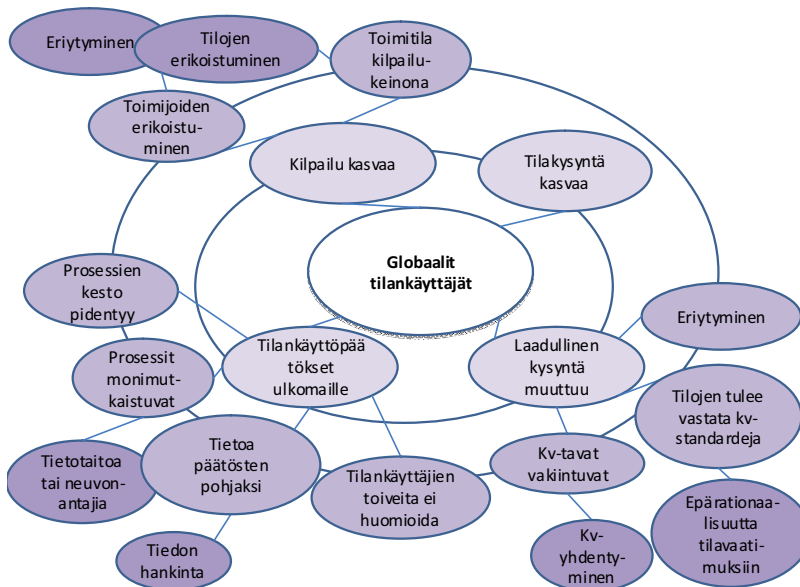 Eriytyminen
Tilojen
erikoistuminen
Toimitila
kilpailu-
keinona
Toimijoiden
erikoistu-
minen
Kilpailu kasvaa
Tilakysyntä
kasvaa
Globaalit
tilankäyttäjät
Prosessien
kesto
pidentyy
Eriytyminen
Prosessit
monimut-
kaistuvat
Tilankäyttöpää
tökset
ulkomaille
Laadullinen
kysyntä
muuttuu
Tilojen tulee
vastata kv-
standardeja
Tietotaitoa
tai neuvon-
antajia
Tietoa
päätösten
pohjaksi
Tilankäyttäjien
toiveita ei
huomioida
Kv-tavat
vakiintuvat
Epärationaa-
lisuutta
tilavaati-
muksiin
Tiedon
hankinta
Kv-
yhdenty-
minen